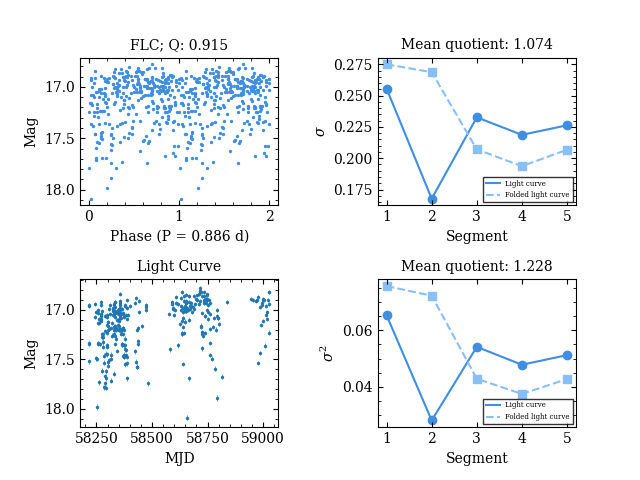 FLC; Q: 0.915
Mag
17.0
17.5
18.0
0
1
2
Phase (P = 0.886 d)
Mean quotient: 1.074
σ
0.275
0.250
0.225
0.200
0.175
Light curve
Folded light curve
1
2
3
4
5
Segment
Light Curve
Mag
17.0
17.5
18.0
58250
58500
58750
59000
MJD
Mean quotient: 1.228
σ²
0.06
0.04
Light curve
Folded light curve
1
2
3
4
5
Segment